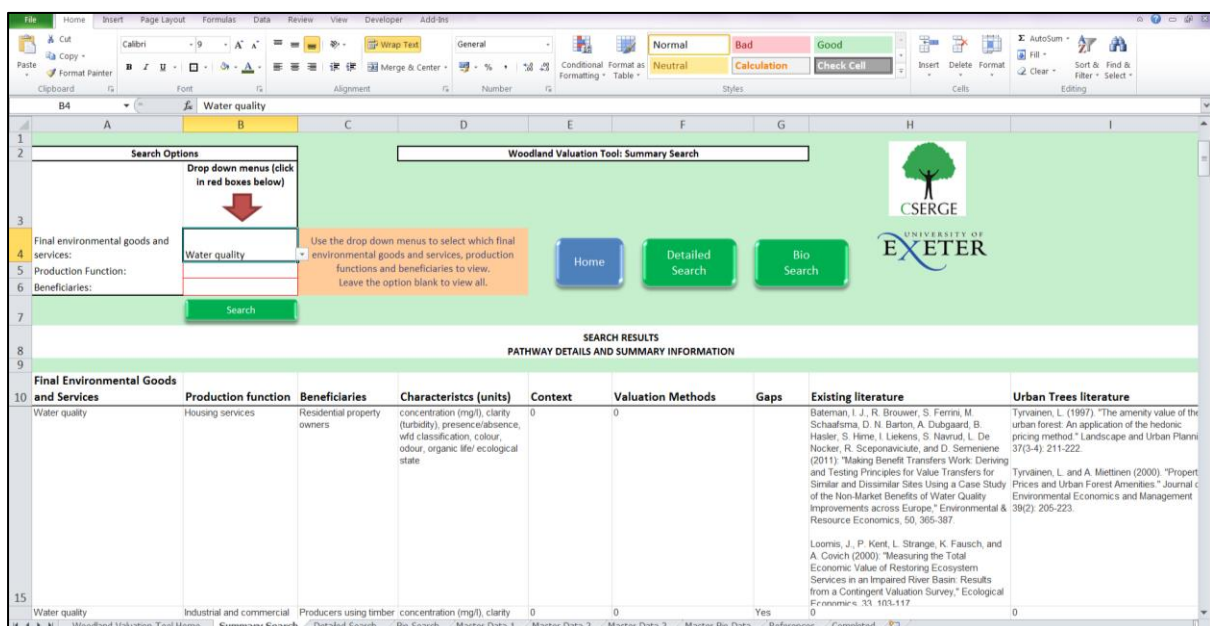 File Home Insert Page Layout Formulas Data Review View Developer Add-Ins
Cut
Copy
Format Painter
Paste
Clipboard
Calibri 9
B I U
Font
Wrap Text
Merge & Center
Alignment
General
Number
Conditional Formatting
Format as Table
Normal Bad Good
Neutral Calculation Check Cell
Styles
Insert Delete Format
Cells
AutoSum
Fill
Clear
Sort & Filter
Find & Select
Editing
B4 fx Water quality
A B C D E F G H I
1
2 Search Options Woodland Valuation Tool: Summary Search
Drop down menus (click
in red boxes below)
3
CSERGE
UNIVERSITY OF
EXETER
Final environmental goods and
4 services: Water quality
5 Production Function:
6 Beneficiaries:
Use the drop down menus to select which final
environmental goods and services, production
functions and beneficiaries to view.
Leave the option blank to view all.
Home
Detailed
Search
Bio
Search
7 Search
SEARCH RESULTS
8 PATHWAY DETAILS AND SUMMARY INFORMATION
9
Final Environmental Goods
10 and Services Production function Beneficiaries Characteristcs (units) Context Valuation Methods Gaps Existing literature Urban Trees literature
Water quality
Housing services
Residential property
owners
concentration (mg/l), clarity
(turbidity), presence/absence,
wfd classification, colour,
odour, organic life/ ecological
state
0
0
Bateman, I. J., R. Brouwer, S. Ferrini, M.
Schaafsma, D. N. Barton, A. Dubgaard, B.
Hasler, S. Hime, I. Liekens, S. Navrud, L. De
Nocker, R. Sceponaviciute, and D. Semeniene
(2011): "Making Benefit Transfers Work: Deriving
and Testing Principles for Value Transfers for
Similar and Dissimilar Sites Using a Case Study
of the Non-Market Benefits of Water Quality
Improvements across Europe," Environmental &
Resource Economics, 50, 365-387.
Loomis, J., P. Kent, L. Strange, K. Fausch, and
A. Covich (2000): "Measuring the Total
Economic Value of Restoring Ecosystem
Services in an Impaired River Basin: Results
from a Contingent Valuation Survey," Ecological
Economics, 33, 103-117.
Tyrvainen, L. (1997). "The amenity value of the
urban forest: An application of the hedonic
pricing method." Landscape and Urban Planni
37(3-4): 211-222.
Tyrväinen, L. and A. Miettinen (2000). "Propert
Prices and Urban Forest Amenities." Journal o
Environmental Economics and Management
39(2): 205-223.
15
Water quality Industrial and commercial Producers using timber concentration (mg/l), clarity 0 0 Yes 0 0
Woodland Valuation Tool Home Summary Search Detailed Search Bio Search Master Data 1 Master Data 2 Master Data 3 Master Bio Data References Completed